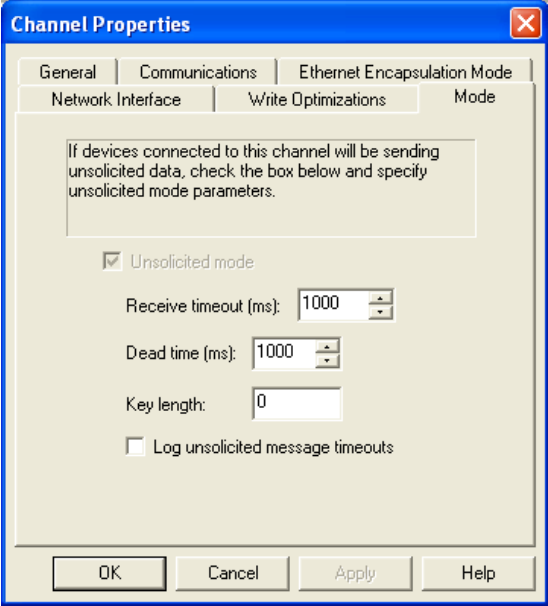 Channel Properties
General
Communications
Ethernet Encapsulation Mode
Network Interface
Write Optimizations
Mode
If devices connected to this channel will be sending
unsolicited data, check the box below and specify
unsolicited mode parameters.
Unsolicited mode
Receive timeout (ms): 1000
Dead time (ms): 1000
Key length: 0
Log unsolicited message timeouts
OK
Cancel
Apply
Help